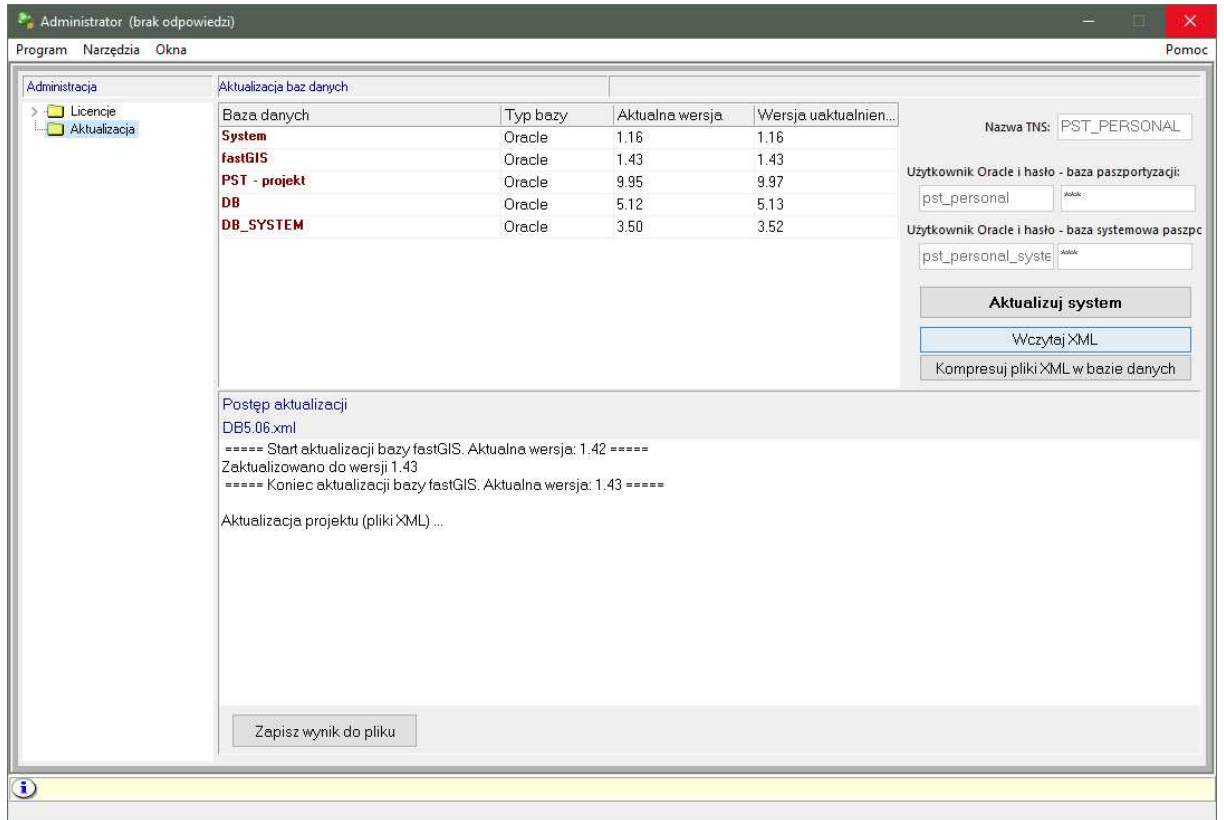 Administrator (brak odpowiedzi)
Program Narzędzia Okna Pomoc
Administracja
Licencje
Aktualizacja
Aktualizacja baz danych
Baza danych Typ bazy Aktualna wersja Wersja uaktualnien...
System Oracle 1.16 1.16
fastGIS Oracle 1.43 1.43
PST - projekt Oracle 9.95 9.97
DB Oracle 5.12 5.13
DB_SYSTEM Oracle 3.50 3.52
Nazwa TNS: PST_PERSONAL
Użytkownik Oracle i hasło - baza paszportyzacji:
pst_personal ****
Użytkownik Oracle i hasło - baza systemowa paszpc
pst_personal_syste ****
Aktualizuj system
Wczytaj XML
Kompresuj pliki XML w bazie danych
Postęp aktualizacji
DB5.06.xml
===== Start aktualizacji bazy fastGIS. Aktualna wersja: 1.42 =====
Zaktualizowano do wersji 1.43
===== Koniec aktualizacji bazy fastGIS. Aktualna wersja: 1.43 =====
Aktualizacja projektu (pliki XML) ...
Zapisz wynik do pliku